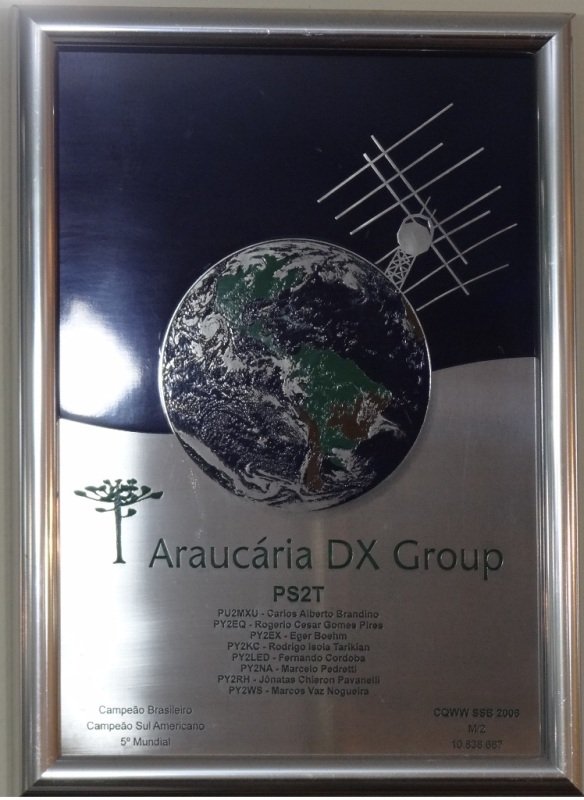 Araucária DX Group
PS2T
PU2MXU - Carlos Alberto Brandino
PY2EQ - Rogerio Cesar Gomes Pires
PY2EX - Eger Boehm
PY2KC - Rodrigo Isola Tarikian
PY2LED - Fernando Cordoba
PY2NA - Marcelo Pedretti
PY2RH - Jônatas Chieron Pavanelli
PY2WS - Marcos Vaz Nogueira
Campeão Brasileiro
Campeão Sul Americano
5º Mundial
CQWW SSB 2006
M/2